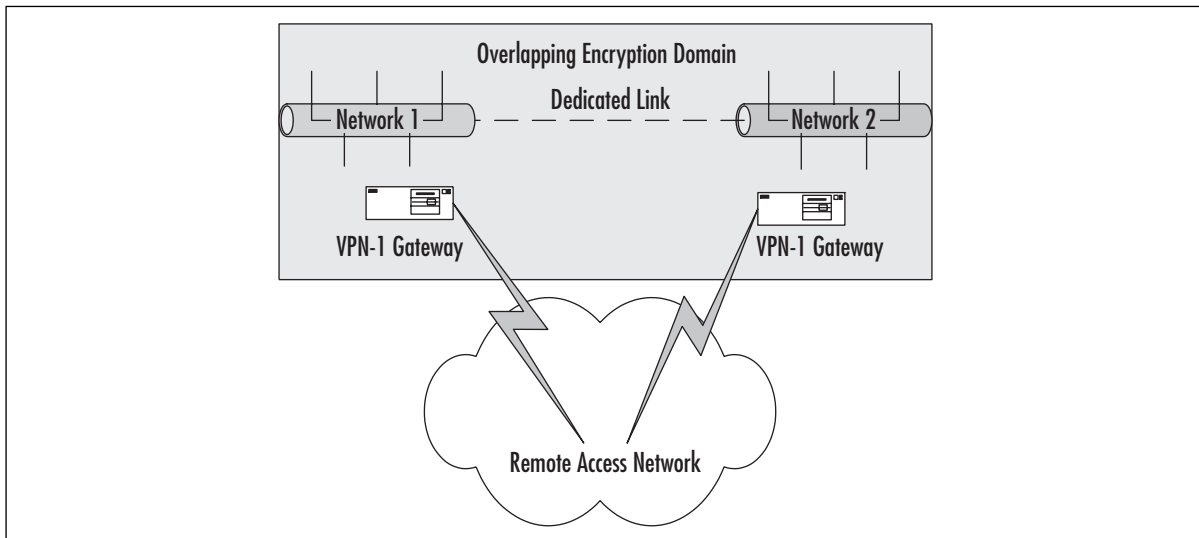 Overlapping Encryption Domain
Dedicated Link
Network 1
Network 2
VPN-1 Gateway
VPN-1 Gateway
Remote Access Network